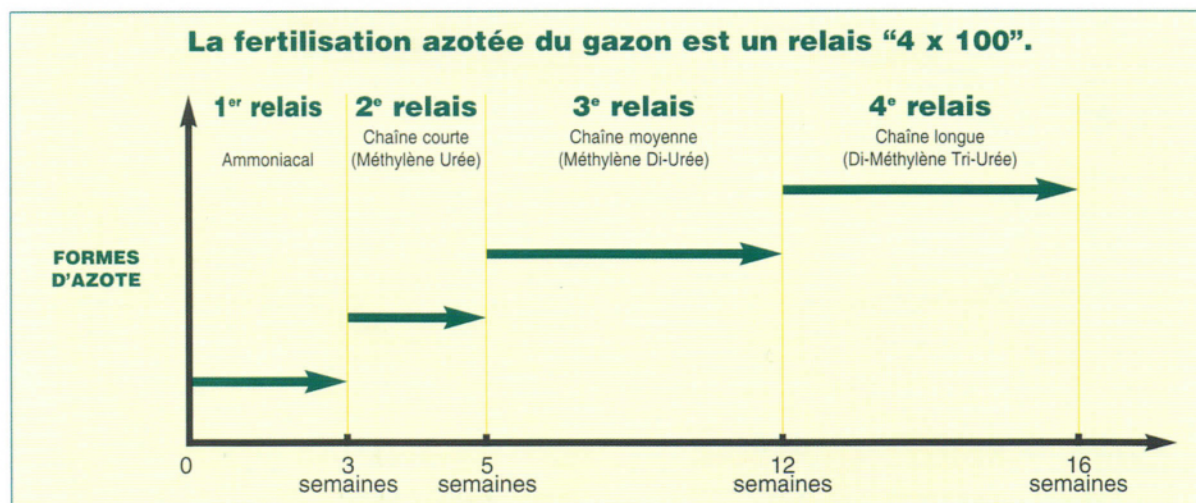 La fertilisation azotée du gazon est un relais “4 x 100”.
1er relais
Ammoniacal
2e relais
Chaîne courte
(Méthylène Urée)
3e relais
Chaîne moyenne
(Méthylène Di-Urée)
4e relais
Chaîne longue
(Di-Méthylène Tri-Urée)
FORMES
D’AZOTE
0
3
semaines
5
semaines
12
semaines
16
semaines